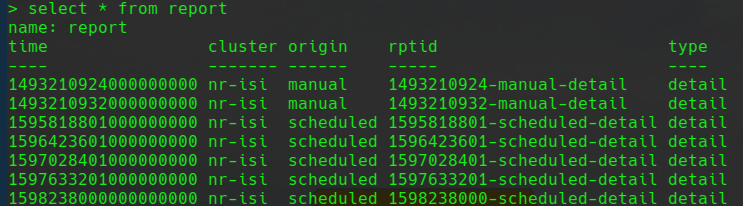 > select * from report
name: report
time cluster origin rptid type
---- ------- ------ ----- ----
1493210924000000000 nr-isi manual 1493210924-manual-detail detail
1493210932000000000 nr-isi manual 1493210932-manual-detail detail
1595818801000000000 nr-isi scheduled 1595818801-scheduled-detail detail
1596423601000000000 nr-isi scheduled 1596423601-scheduled-detail detail
1597028401000000000 nr-isi scheduled 1597028401-scheduled-detail detail
1597633201000000000 nr-isi scheduled 1597633201-scheduled-detail detail
1598238000000000000 nr-isi scheduled 1598238000-scheduled-detail detail